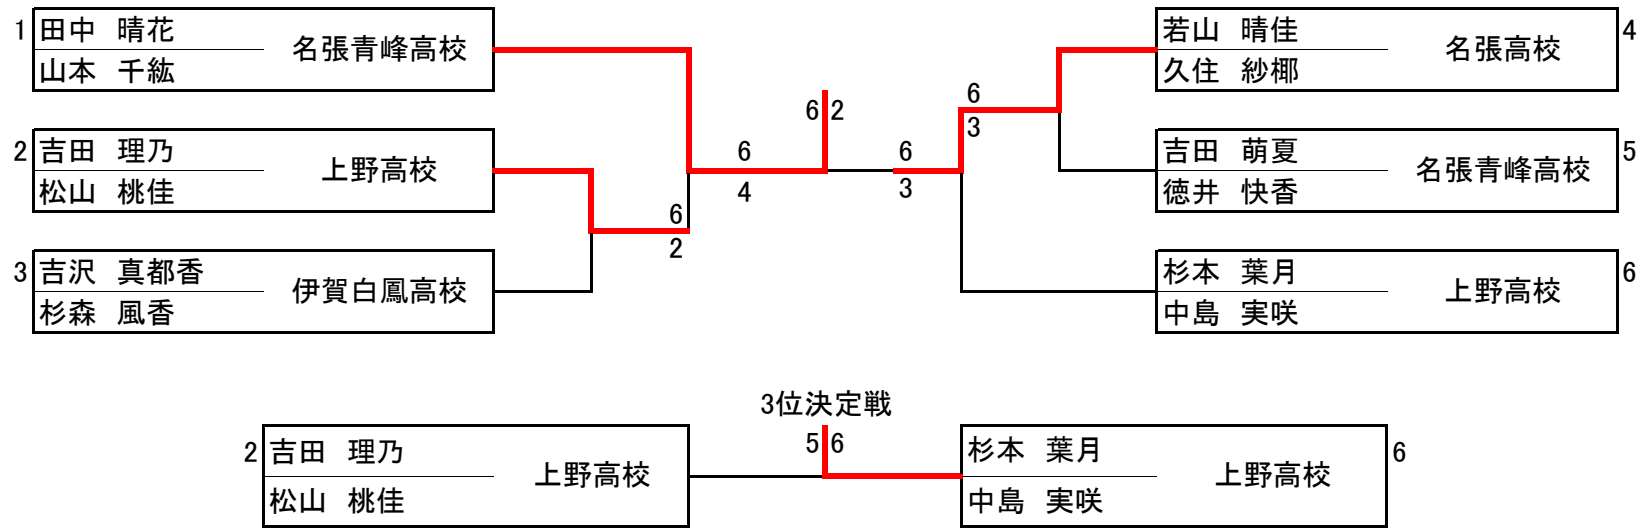 1
田中 晴花
山本 千紘
名張青峰高校
2
吉田 理乃
松山 桃佳
上野高校
3
吉沢 真都香
杉森 風香
伊賀白鳳高校
6
2
6
4
6 2
6
3
6
3
若山 晴佳
久住 紗椰
名張高校
4
吉田 萌夏
徳井 快香
名張青峰高校
5
杉本 葉月
中島 実咲
上野高校
6
3位決定戦
2
吉田 理乃
松山 桃佳
上野高校
5 6
杉本 葉月
中島 実咲
上野高校
6